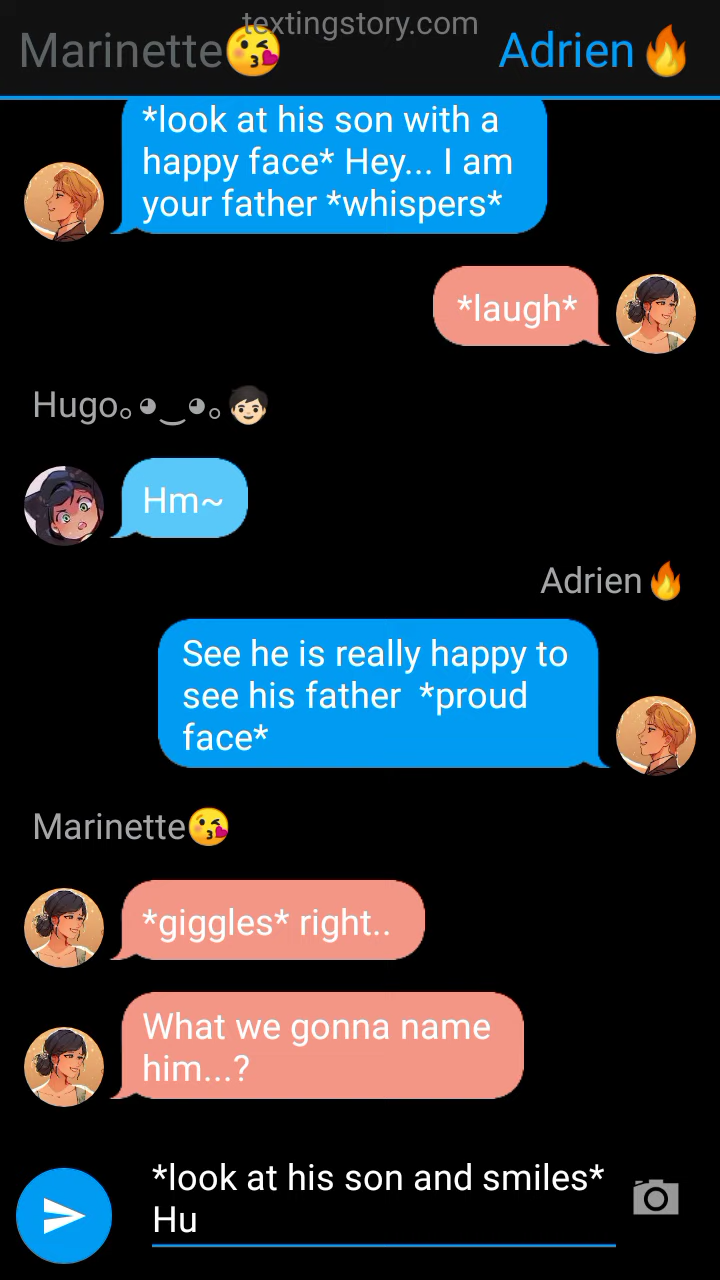 textingstory.com
Marinette😘 Adrien🔥
*look at his son with a
happy face* Hey... I am
your father *whispers*
*laugh*
Hugo｡◕‿◕｡👦🏻
Hm~
Adrien🔥
See he is really happy to
see his father  *proud
face*
Marinette😘
*giggles* right..
What we gonna name
him...?
*look at his son and smiles*
Hu